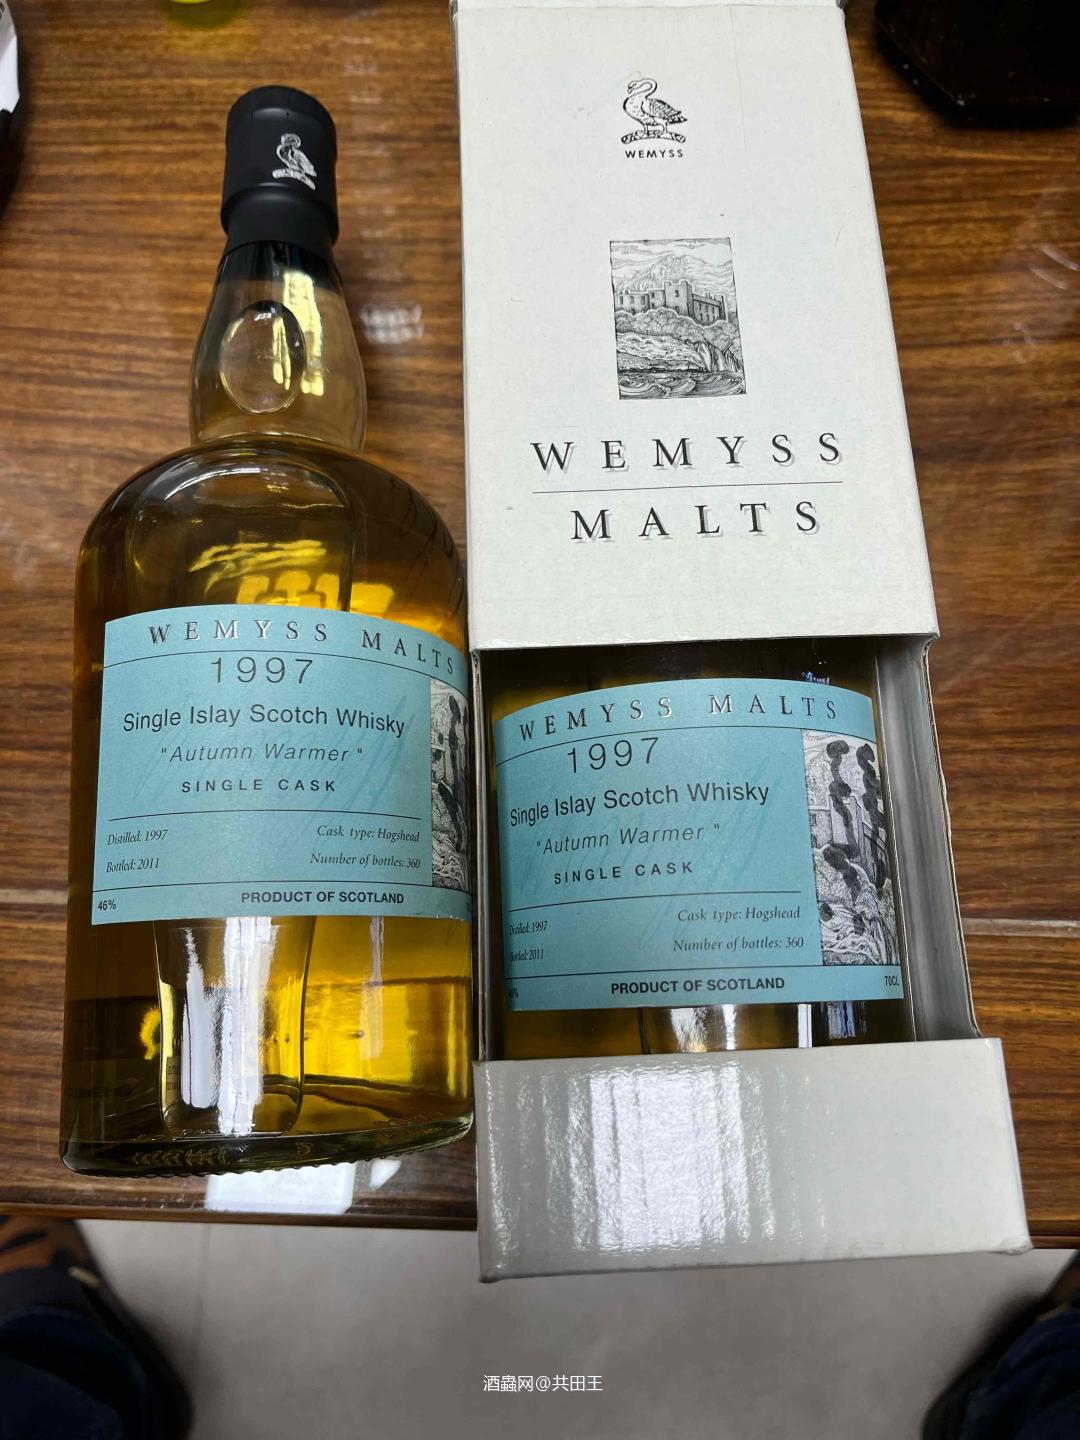 WEMYSS
WEMYSS
MALTS
WEMYSS MALTS
1997
Single Islay Scotch Whisky
"Autumn Warmer"
SINGLE CASK
Distilled: 1997
Cask type: Hogshead
Bottled: 2011
Number of bottles: 360
46%
PRODUCT OF SCOTLAND
WEMYSS MALTS
1997
Single Islay Scotch Whisky
"Autumn Warmer"
SINGLE CASK
Distilled: 1997
Cask type: Hogshead
Bottled: 2011
Number of bottles: 360
46%
PRODUCT OF SCOTLAND
70CL
酒蟲网@共田王